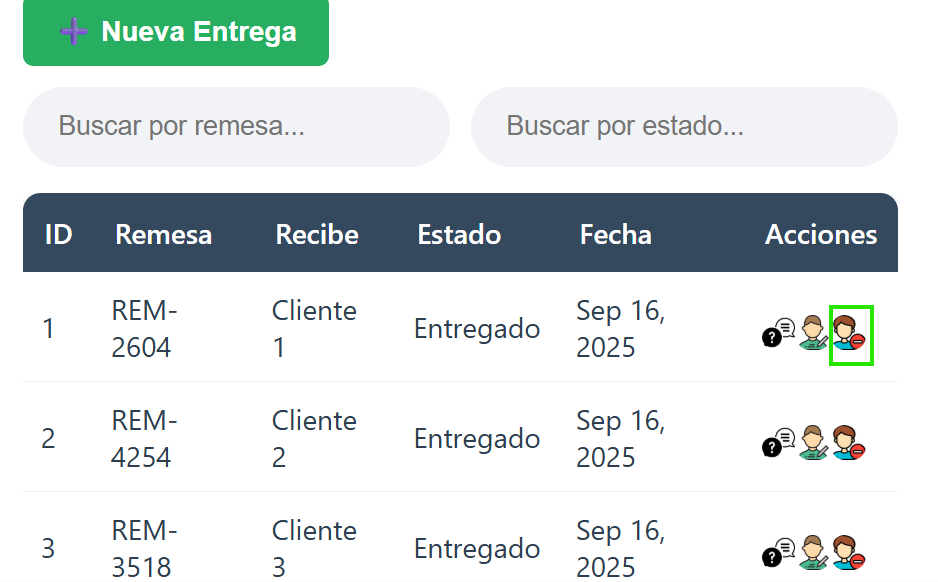 Nueva Entrega
Buscar por remesa... Buscar por estado...
ID Remesa Recibe Estado Fecha Acciones
1 REM-2604 Cliente 1 Entregado Sep 16, 2025
2 REM-4254 Cliente 2 Entregado Sep 16, 2025
3 REM-3518 Cliente 3 Entregado Sep 16, 2025